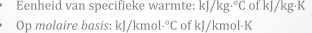 • Eenheid van specifieke warmte: kJ/kg·°C of kJ/kg·K
• Op molaire basis: kJ/kmol·°C of kJ/kmol·K